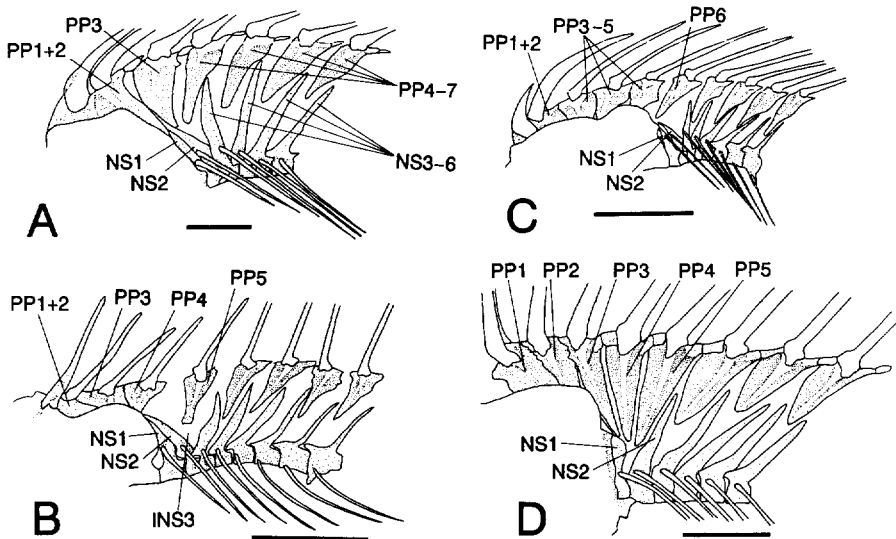 PP3
PP1+2
PP4~7
NS1
NS2
NS3~6
A
PP1+2
PP3~5
PP6
NS1
NS2
C
PP5
PP1+2
PP3
PP4
NS1
NS2
INS3
B
PP1 PP2 PP3 PP4 PP5
NS1
NS2
D